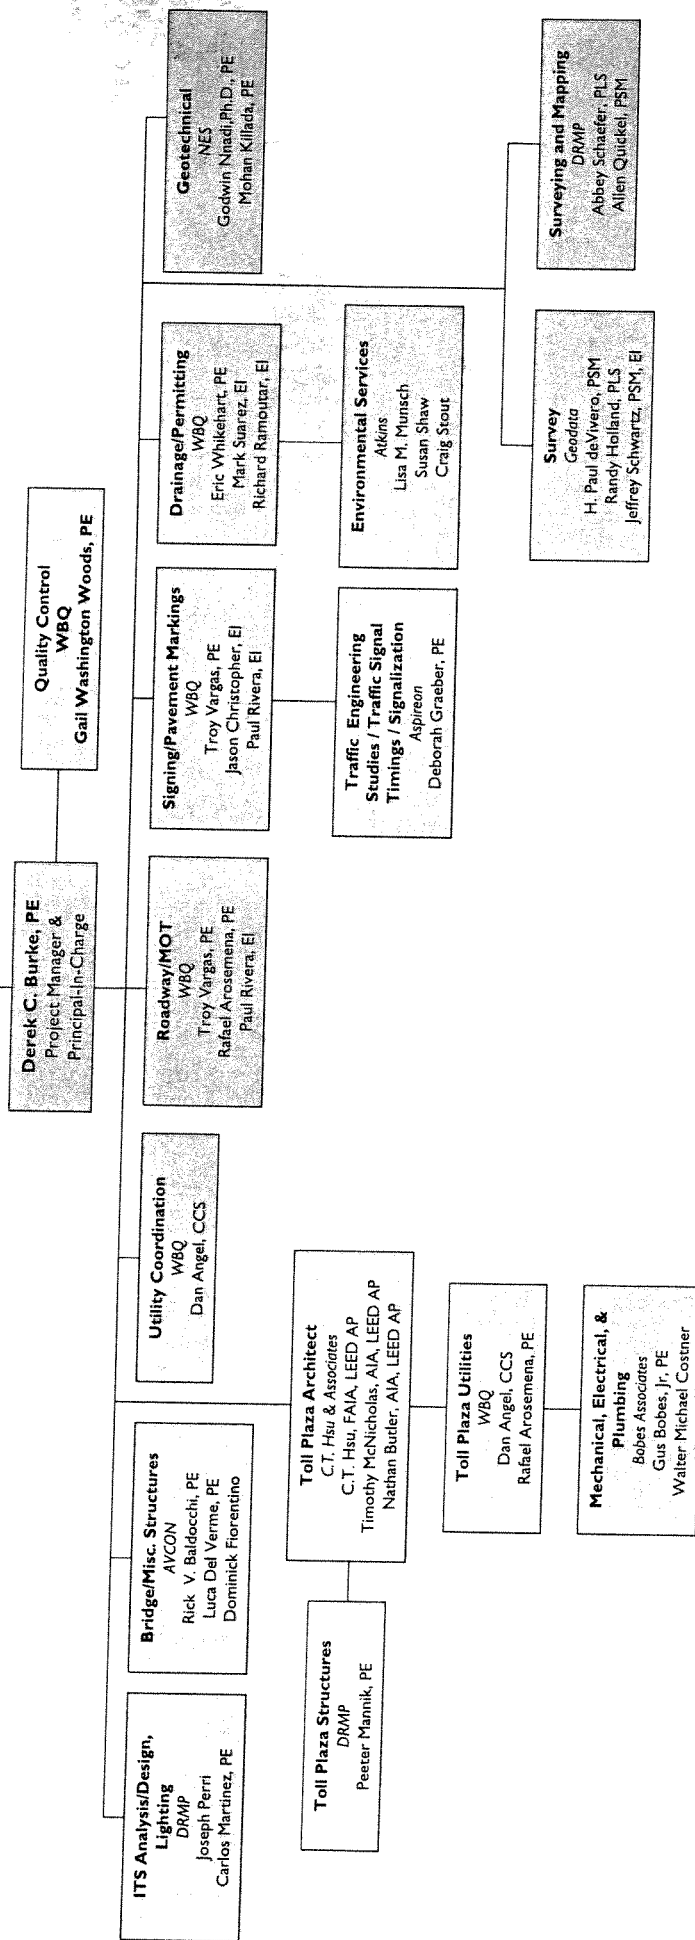 Derek C. Burke, PE
Project Manager &
Principal-In-Charge
Quality Control
WBQ
Gail Washington Woods, PE
ITS Analysis/Design,
Lighting
DRMP
Joseph Perri
Carlos Martinez, PE
Bridge/Misc. Structures
AVCON
Rick V. Baldocchi, PE
Luca Del Verme, PE
Dominick Fiorentino
Utility Coordination
WBQ
Dan Angel, CCS
Roadway/MOT
WBQ
Troy Vargas, PE
Rafael Arosemena, PE
Paul Rivera, EI
Signing/Pavement Markings
WBQ
Troy Vargas, PE
Jason Christopher, EI
Paul Rivera, EI
Drainage/Permitting
WBQ
Eric Whikehart, PE
Mark Suarez, EI
Richard Ramoutar, EI
Geotechnical
NES
Godwin Nnadi, Ph.D., PE
Mohan Killada, PE
Toll Plaza Structures
DRMP
Peeter Mannik, PE
Toll Plaza Architect
C.T. Hsu & Associates
C.T. Hsu, FAIA, LEED AP
Timothy McNicholas, AIA, LEED AP
Nathan Butler, AIA, LEED AP
Traffic Engineering
Studies / Traffic Signal
Timings / Signalization
Aspireon
Deborah Graeber, PE
Environmental Services
Atkins
Lisa M. Munsch
Susan Shaw
Craig Stout
Toll Plaza Utilities
WBQ
Dan Angel, CCS
Rafael Arosemena, PE
Survey
Geodata
H. Paul deVivero, PSM
Randy Holland, PLS
Jeffrey Schwartz, PSM, EI
Surveying and Mapping
DRMP
Abbey Schaefer, PLS
Allen Quickel, PSM
Mechanical, Electrical, &
Plumbing
Bobes Associates
Gus Bobes, Jr, PE
Walter Michael Costner